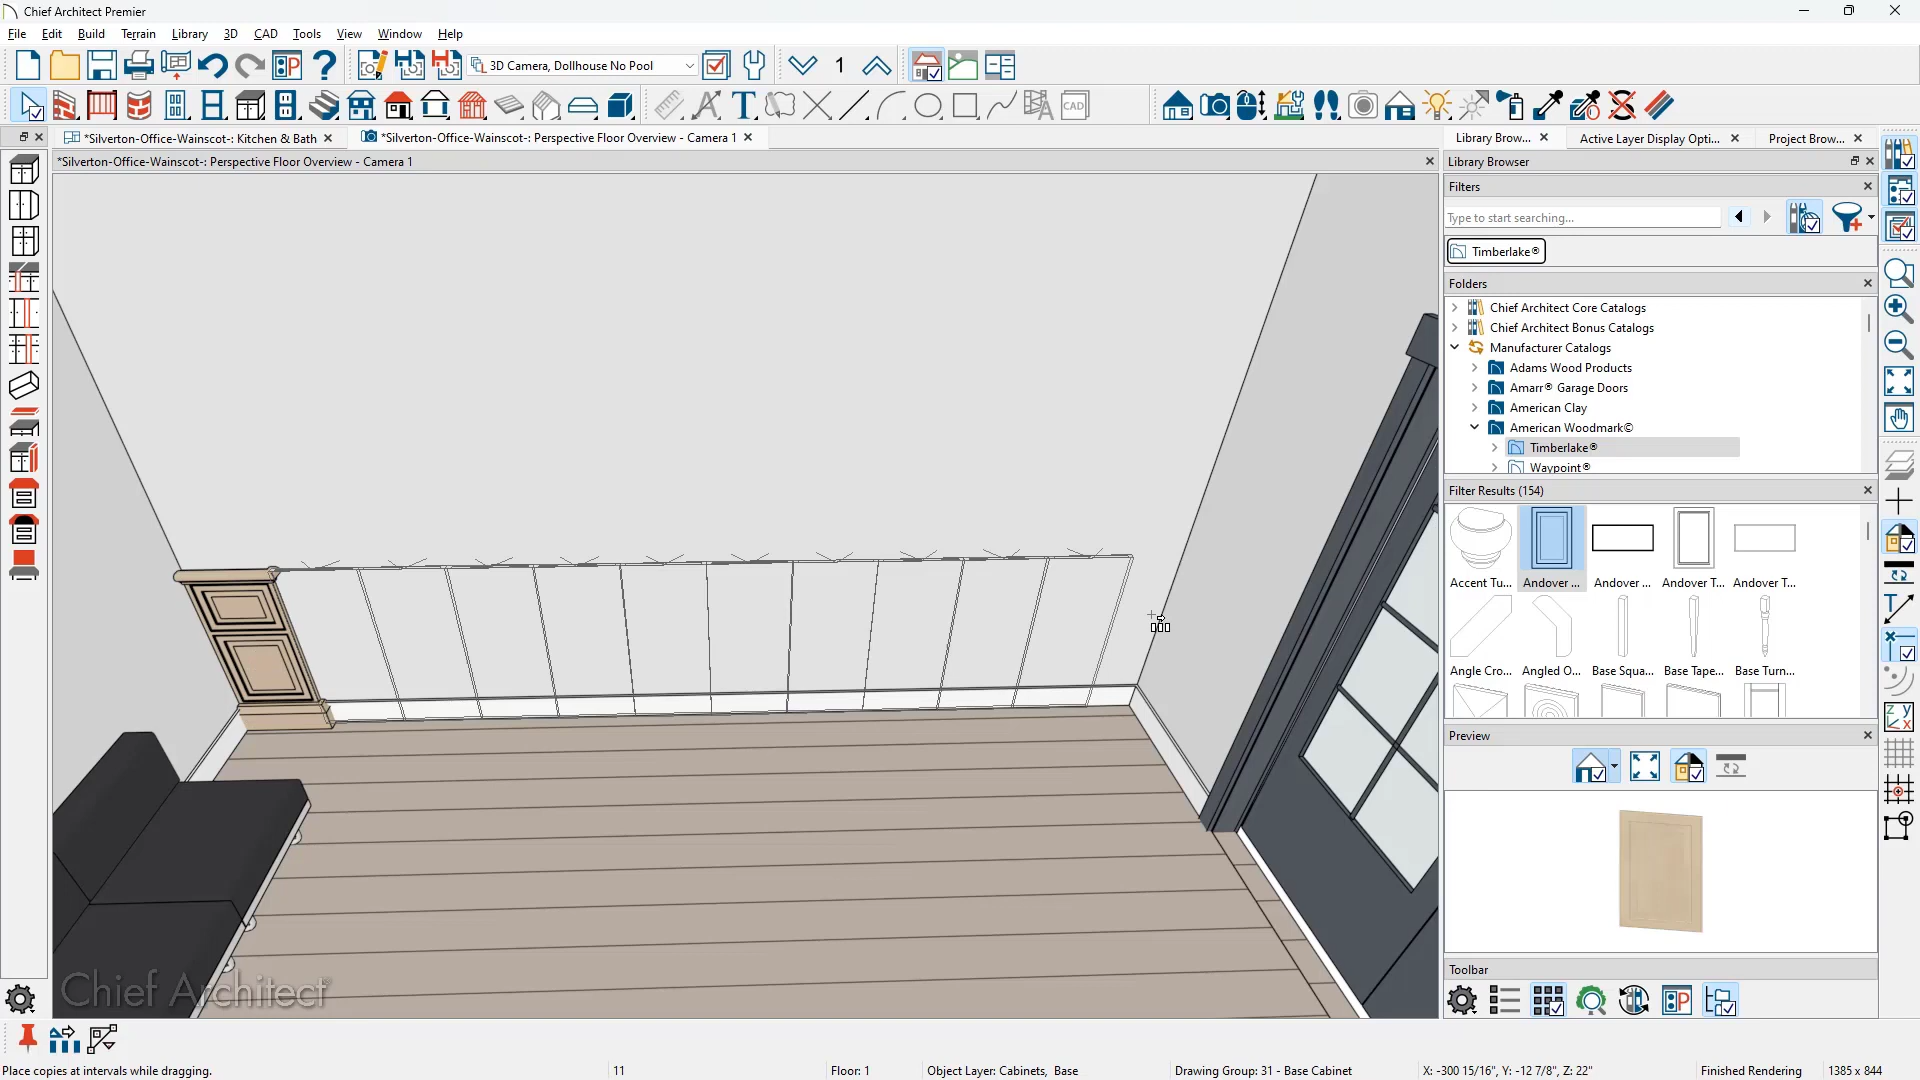 Chief Architect Premier
File Edit Build Terrain Library 3D CAD Tools View Window Help
3D Camera, Dollhouse No Pool
1
CAD
*Silverton-Office-Wainscot-: Kitchen & Bath
*Silverton-Office-Wainscot-: Perspective Floor Overview - Camera 1
Library Brow...
Active Layer Display Opti...
Project Brow...
*Silverton-Office-Wainscot-: Perspective Floor Overview - Camera 1
Library Browser
Filters
Type to start searching...
Timberlake®
Folders
Chief Architect Core Catalogs
Chief Architect Bonus Catalogs
Manufacturer Catalogs
Adams Wood Products
Amarr® Garage Doors
American Clay
American Woodmark©
Timberlake®
Waypoint®
Filter Results (154)
Accent Tu... Andover ... Andover ... Andover T... Andover T...
Angle Cro... Angled O... Base Squa... Base Tape... Base Turn...
Preview
Toolbar
Chief Architect
Place copies at intervals while dragging.
11
Floor: 1
Object Layer: Cabinets, Base
Drawing Group: 31 - Base Cabinet
X: -300 15/16", Y: -12 7/8", Z: 22"
Finished Rendering
1385 x 844